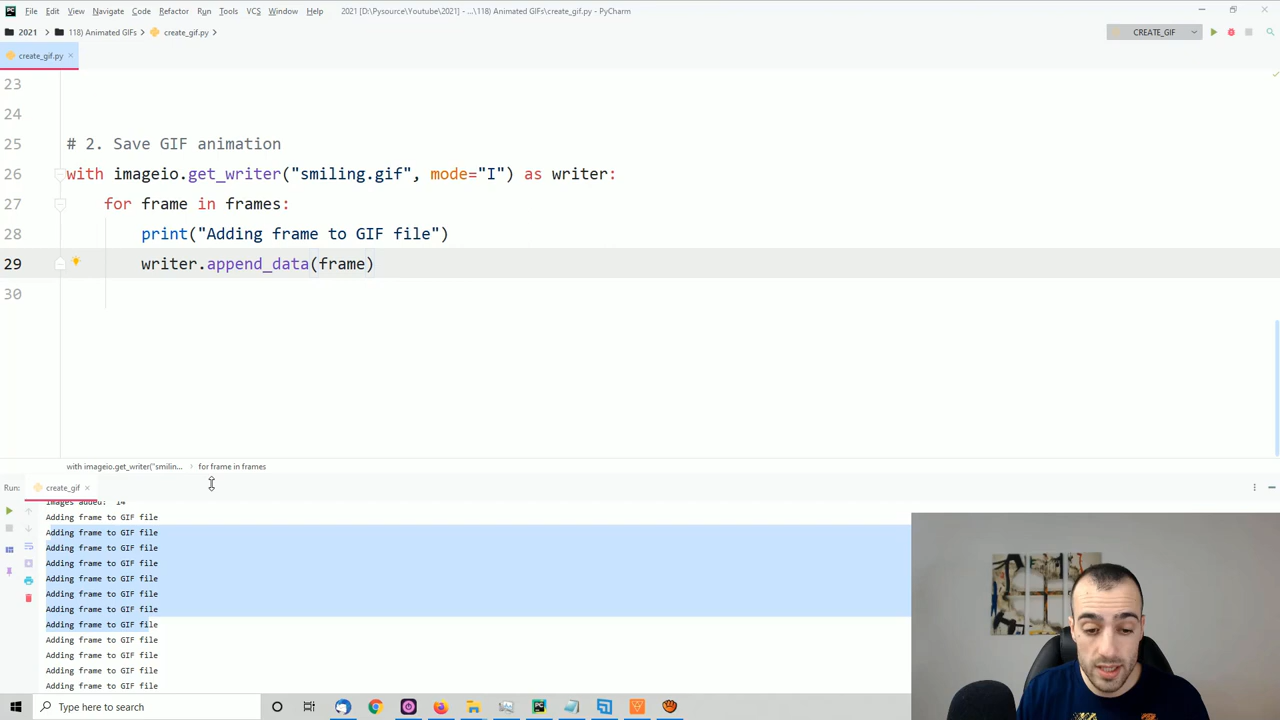 File Edit View Navigate Code Refactor Run Tools VCS Window Help 2021 [D:\Pysource\Youtube\2021] - ...\118) Animated GIFs\create_gif.py - PyCharm
2021 118) Animated GIFs create_gif.py CREATE_GIF
create_gif.py
23
24
25 # 2. Save GIF animation
26 with imageio.get_writer("smiling.gif", mode="I") as writer:
27 for frame in frames:
28 print("Adding frame to GIF file")
29 writer.append_data(frame)
30
with imageio.get_writer("smilin... for frame in frames
Run: create_gif
Images added: 14
Adding frame to GIF file
Adding frame to GIF file
Adding frame to GIF file
Adding frame to GIF file
Adding frame to GIF file
Adding frame to GIF file
Adding frame to GIF file
Adding frame to GIF file
Adding frame to GIF file
Adding frame to GIF file
Adding frame to GIF file
Adding frame to GIF file
Type here to search